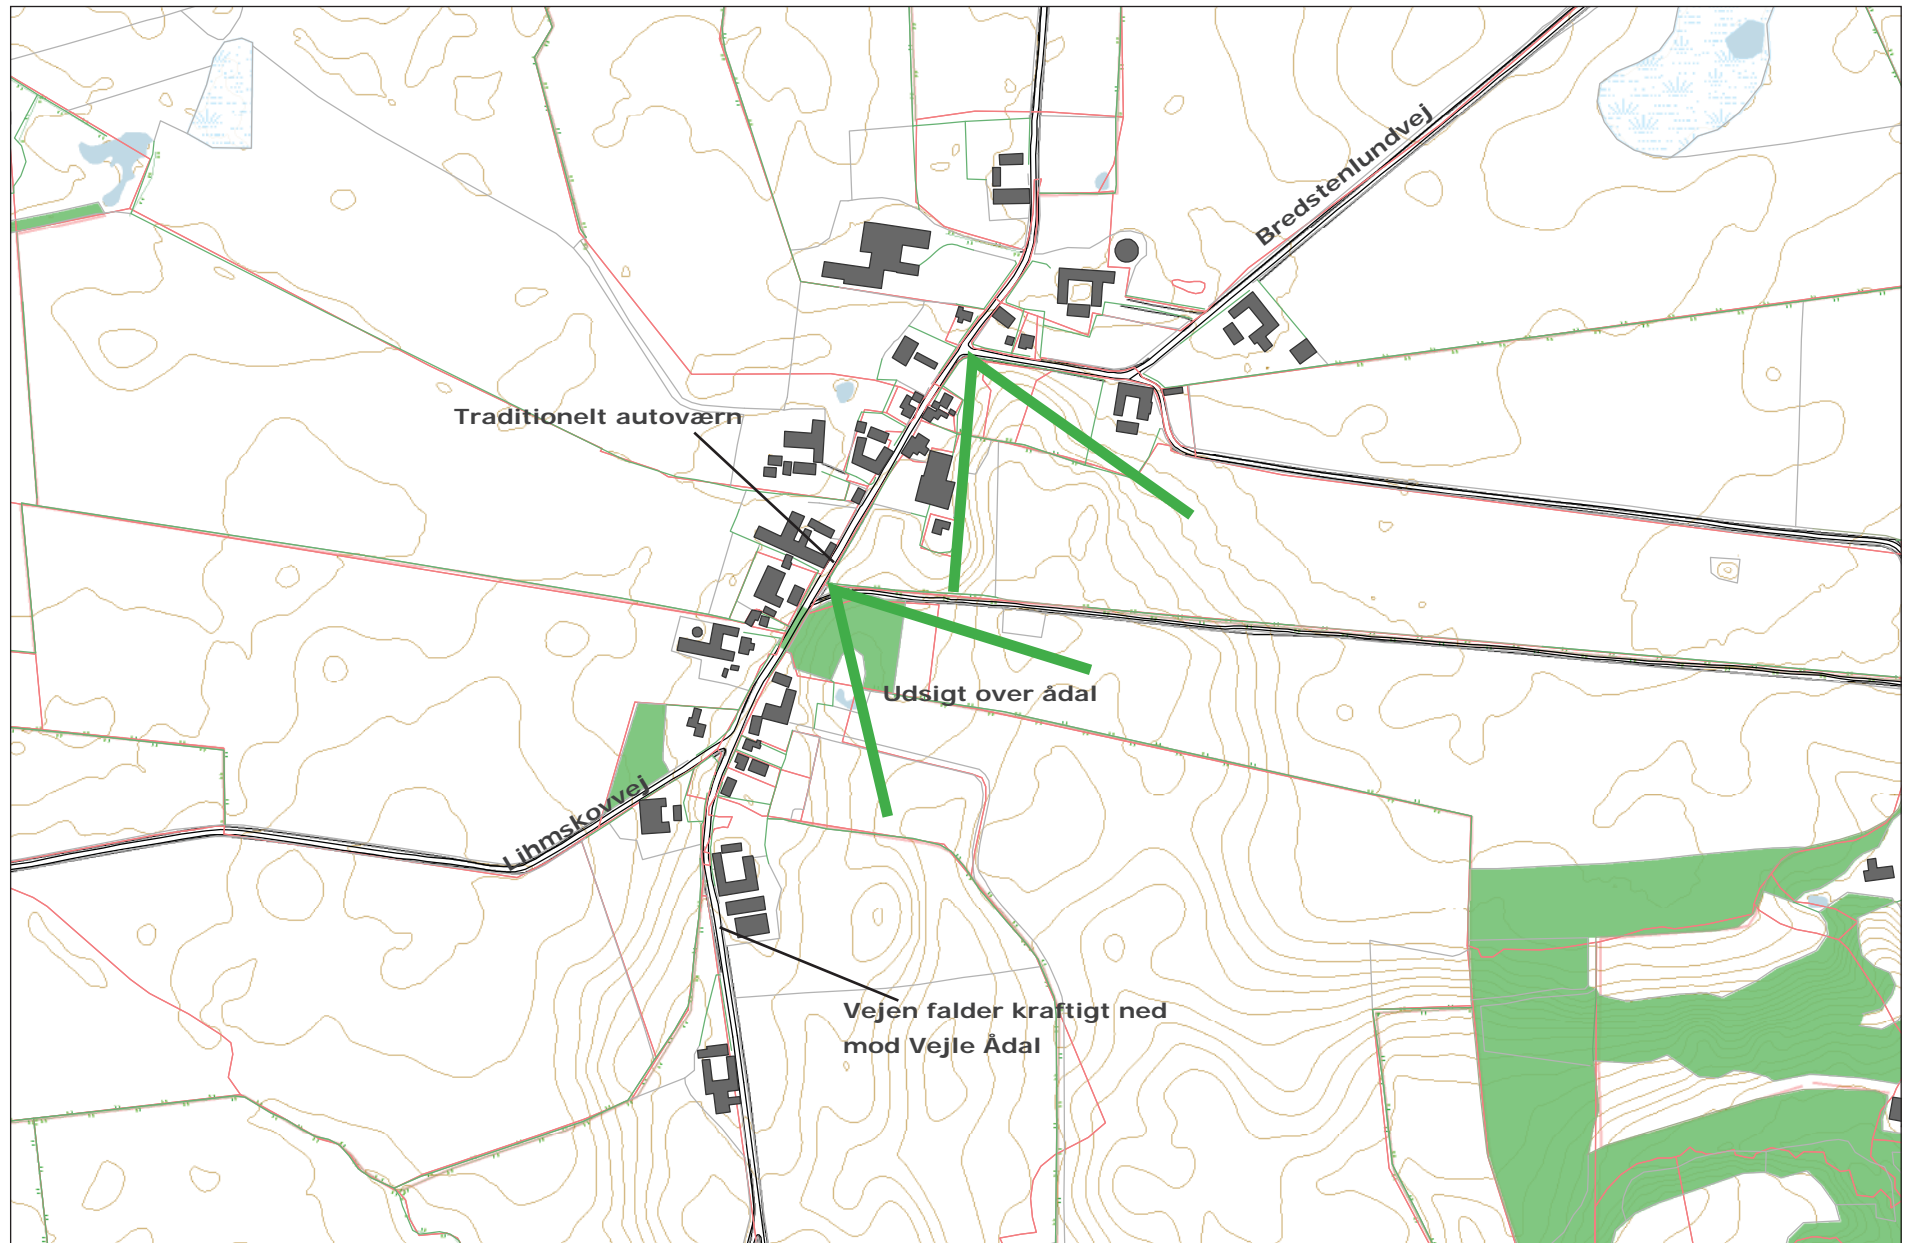 Bredstenlundvej
Traditionelt autoværn
Udsigt over ådal
Lihmskovvej
Vejen falder kraftigt ned
mod Vejle Ådal